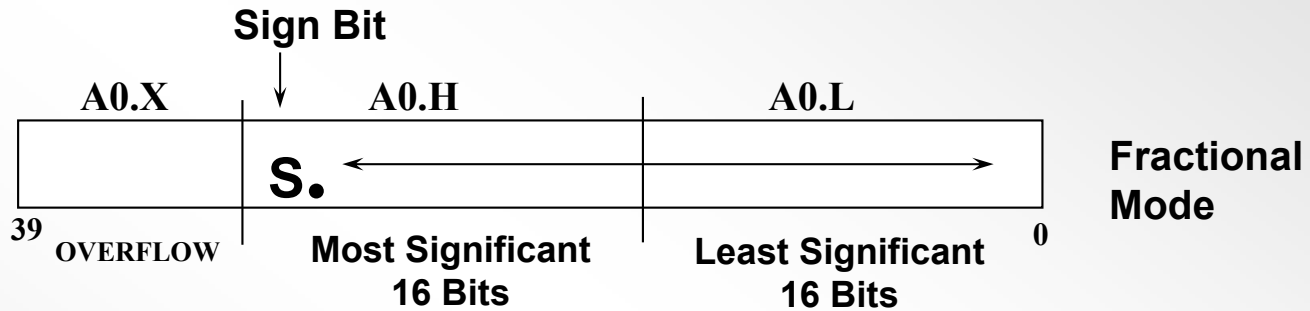 Sign Bit
A0.X A0.H A0.L
S.
Fractional
Mode
39 OVERFLOW Most Significant Least Significant 0
16 Bits 16 Bits